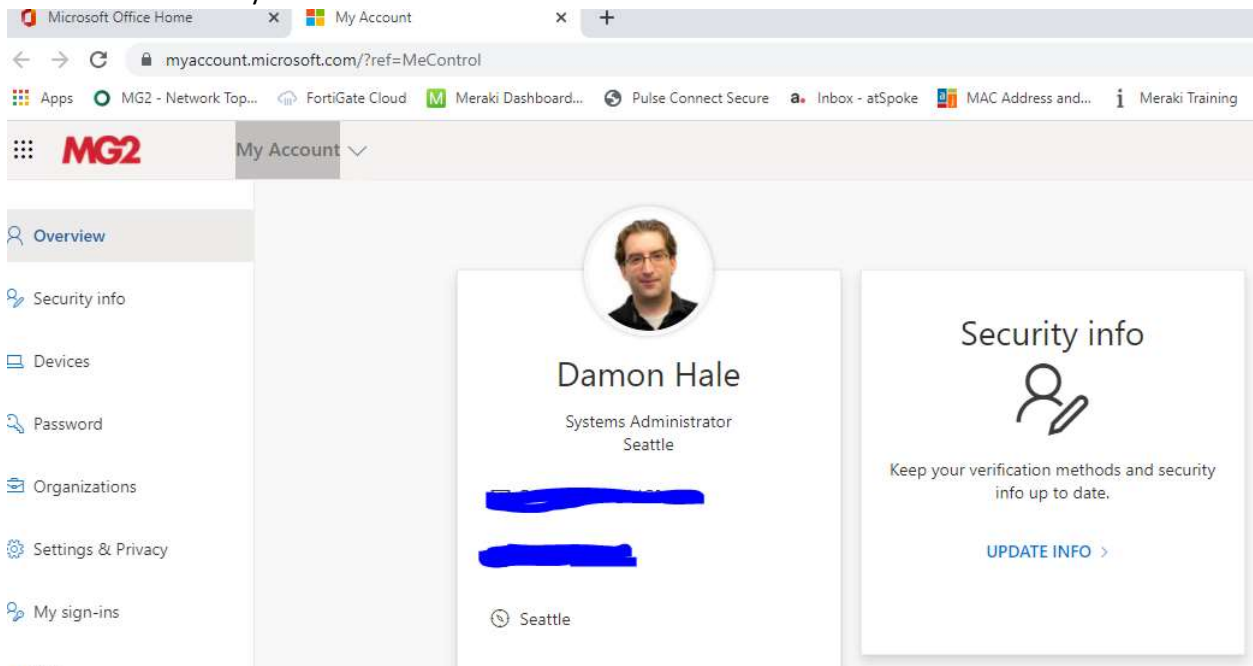 Microsoft Office Home
My Account
myaccount.microsoft.com/?ref=MeControl
Apps
MG2 - Network Top...
FortiGate Cloud
Meraki Dashboard...
Pulse Connect Secure
Inbox - atSpoke
MAC Address and...
Meraki Training
MG2
My Account
Overview
Security info
Devices
Password
Organizations
Settings & Privacy
My sign-ins
Damon Hale
Systems Administrator
Seattle
Seattle
Security info
Keep your verification methods and security
info up to date.
UPDATE INFO >